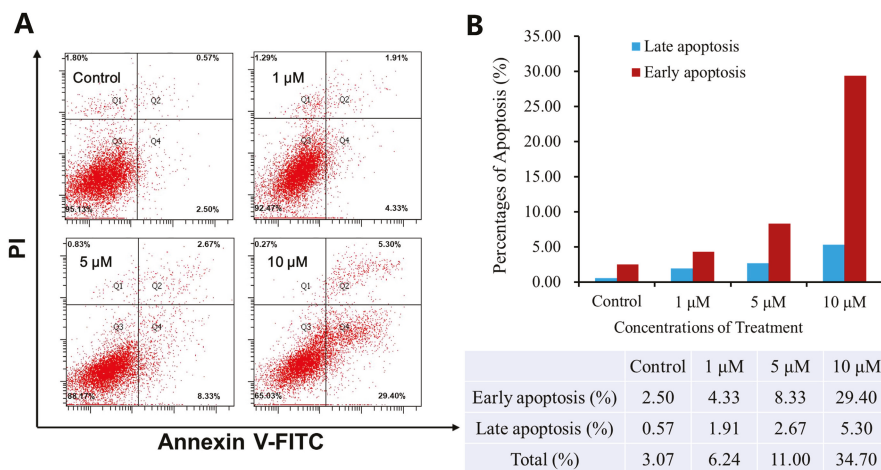 A
1.80% 0.57%
Control
Q1 Q2
Q3 Q4
95.13% 2.50%
1.29% 1.91%
1 μM
Q1 Q2
Q3 Q4
92.47% 4.33%
0.83% 2.67%
5 μM
Q1 Q2
Q3 Q4
88.17% 8.33%
0.27% 5.30%
10 μM
Q1 Q2
Q3 Q4
65.03% 29.40%
PI
Annexin V-FITC
B
35.00
30.00
25.00
20.00
15.00
10.00
5.00
0.00
Percentages of Apoptosis (%)
Late apoptosis
Early apoptosis
Control 1 μM 5 μM 10 μM
Concentrations of Treatment
Control 1 μM 5 μM 10 μM
Early apoptosis (%) 2.50 4.33 8.33 29.40
Late apoptosis (%) 0.57 1.91 2.67 5.30
Total (%) 3.07 6.24 11.00 34.70